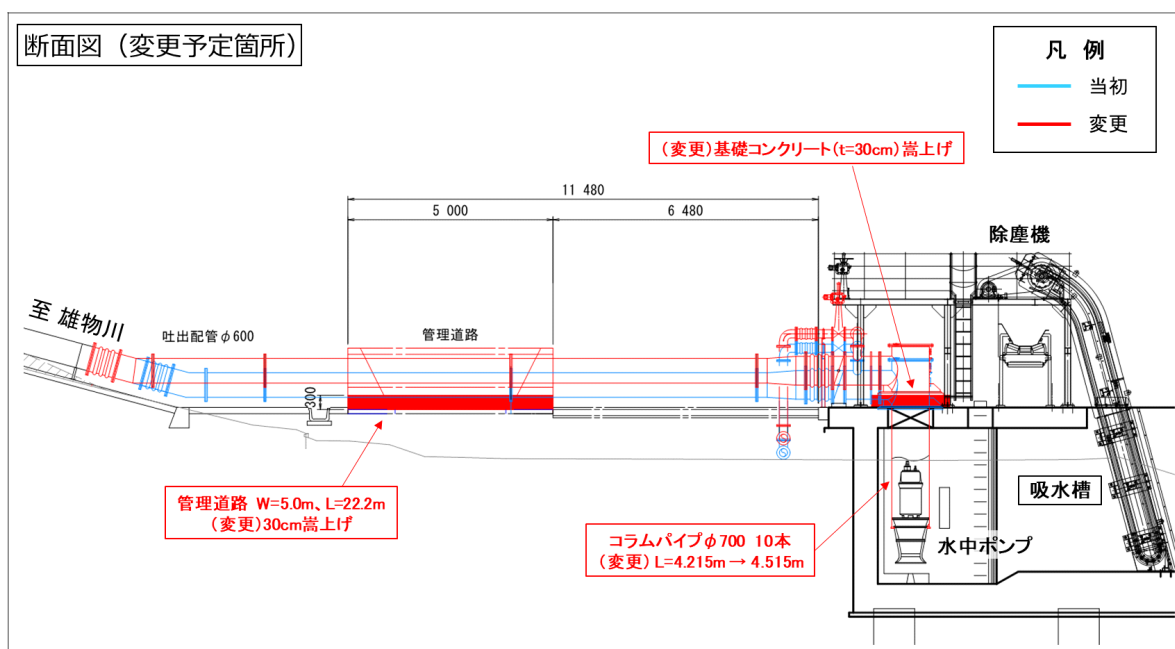 断面図（変更予定箇所）
凡 例
当初
変更
(変更)基礎コンクリート(t=30cm)嵩上げ
11 480
5 000
6 480
除塵機
至 雄物川
吐出配管φ600
管理道路
300
管理道路 W=5.0m、L=22.2m
(変更)30cm嵩上げ
コラムパイプφ700 10本
(変更)L=4.215m → 4.515m
水中ポンプ
吸水槽